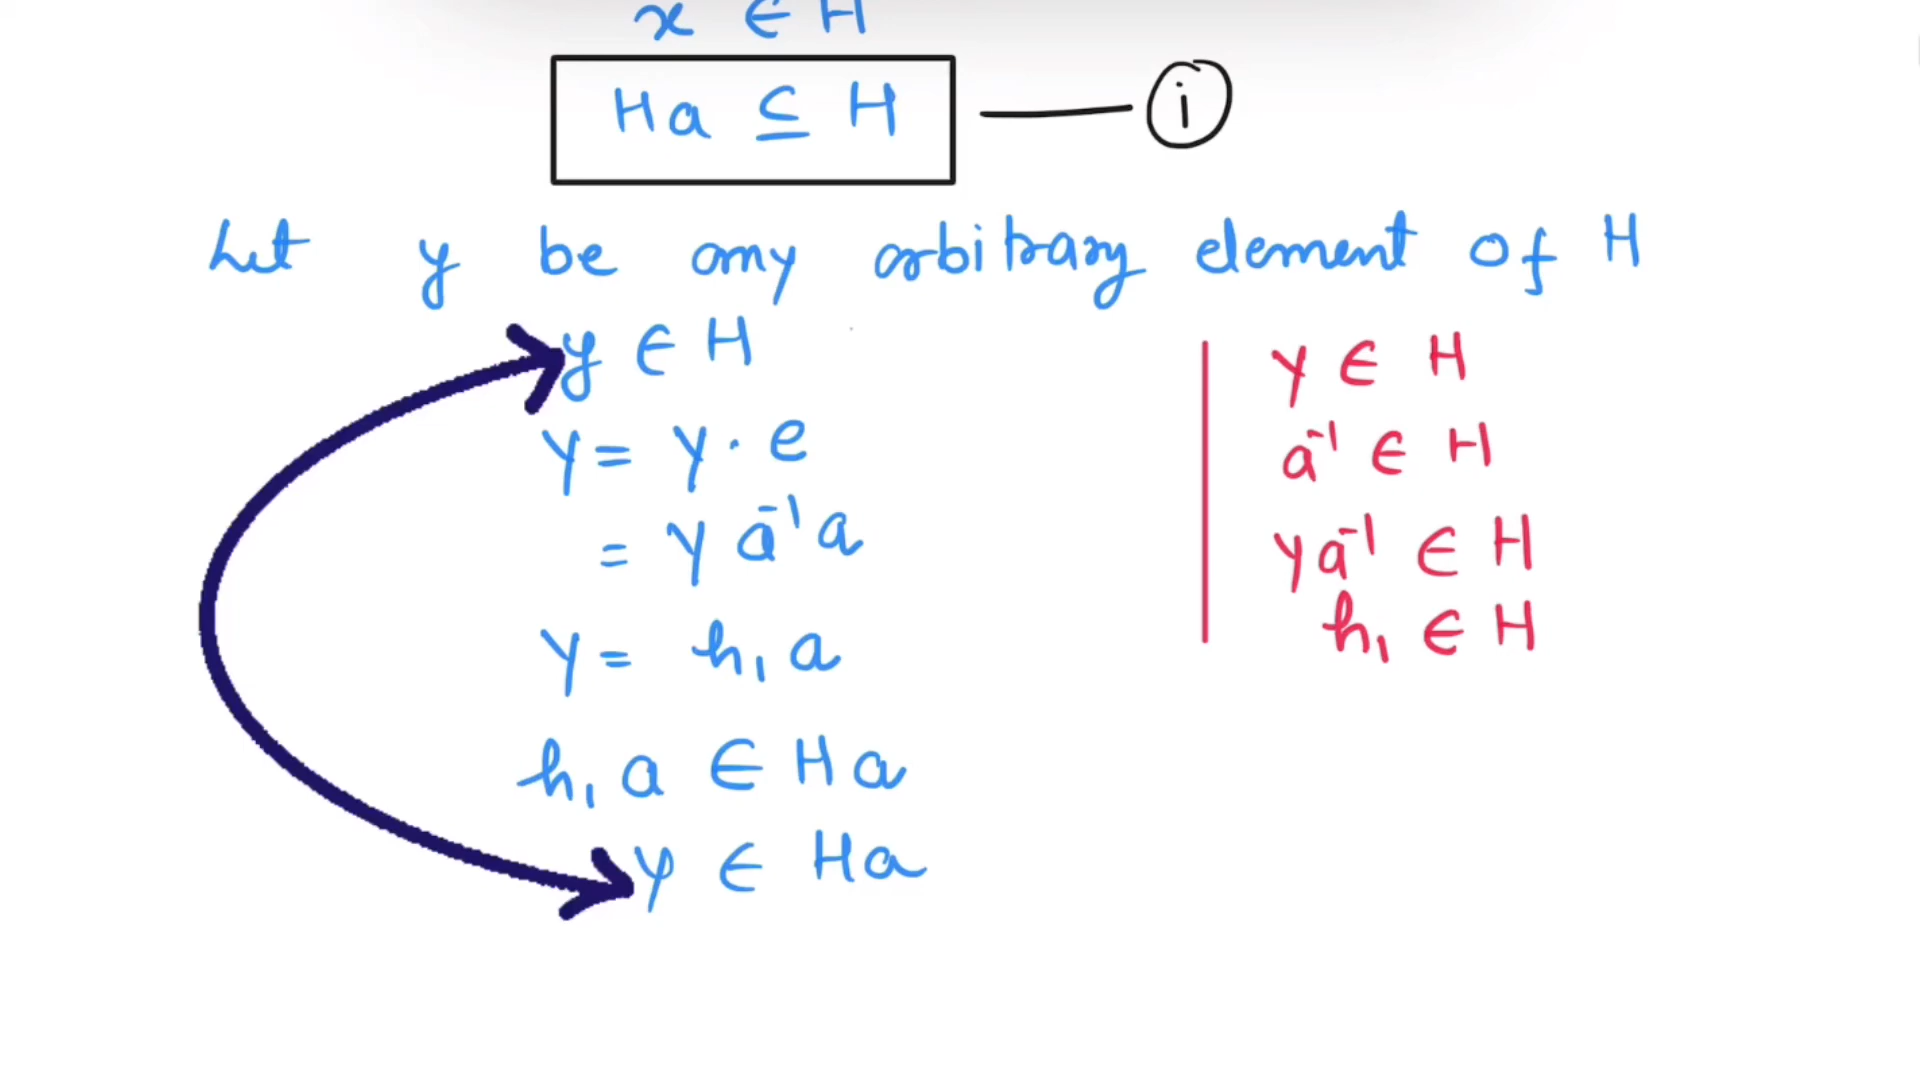 x ∈ H
Ha ⊆ H — (i)
Let y be any arbitrary element of H
y ∈ H
y = y · e
= y a⁻¹ a
y = h₁ a
h₁ a ∈ Ha
y ∈ Ha
y ∈ H
a⁻¹ ∈ H
y a⁻¹ ∈ H
h₁ ∈ H